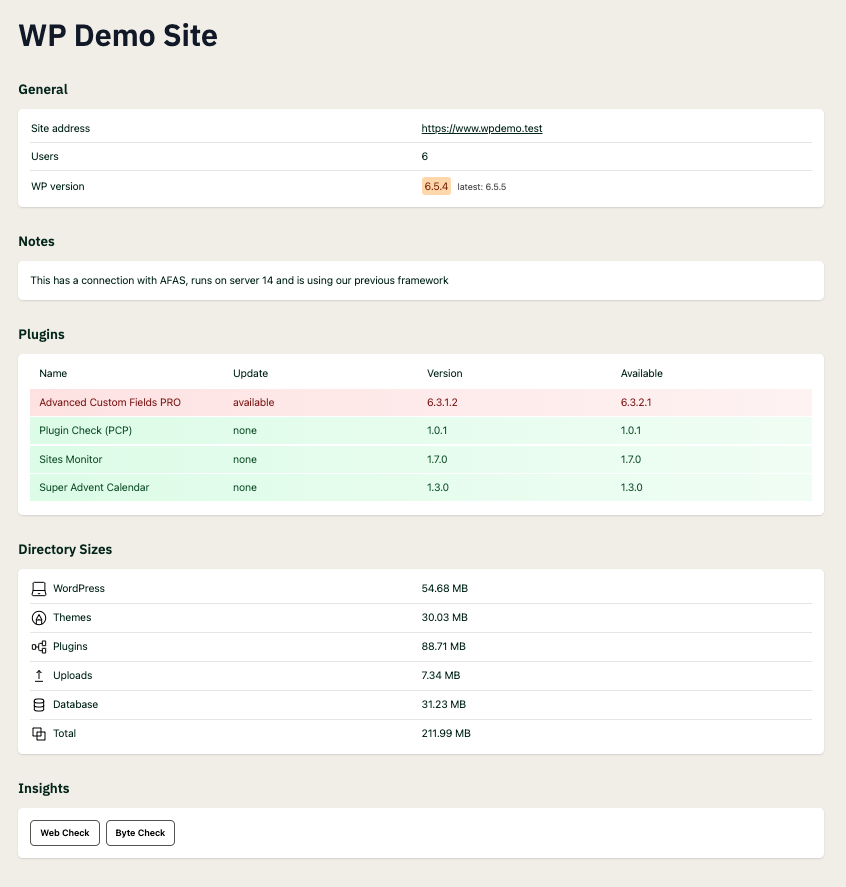 WP Demo Site
General
Site address https://www.wpdemo.test
Users 6
WP version 6.5.4 latest: 6.5.5
Notes
This has a connection with AFAS, runs on server 14 and is using our previous framework
Plugins
Name Update Version Available
Advanced Custom Fields PRO available 6.3.1.2 6.3.2.1
Plugin Check (PCP) none 1.0.1 1.0.1
Sites Monitor none 1.7.0 1.7.0
Super Advent Calendar none 1.3.0 1.3.0
Directory Sizes
WordPress 54.68 MB
Themes 30.03 MB
Plugins 88.71 MB
Uploads 7.34 MB
Database 31.23 MB
Total 211.99 MB
Insights
Web Check Byte Check